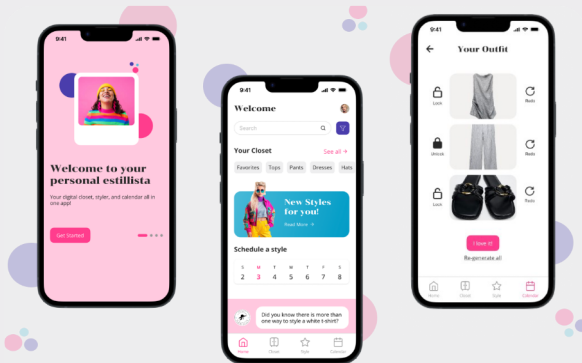 9:41
Welcome to your
personal estillista
Your digital closet, styler, and calendar all in
one app!
Get Started
9:41
Welcome
Search
Your Closet
See all →
Favorites Tops Pants Dresses Hats
New Styles
for you!
Read More →
Schedule a style
S M T W T F S
2 3 4 5 6 7 8
Did you know there is more than
one way to style a white t-shirt?
Home Closet Style Calendar
9:41
Your Outfit
Lock Redo
Unlock Redo
Lock Redo
I love it!
Re-generate all
Home Closet Style Calendar